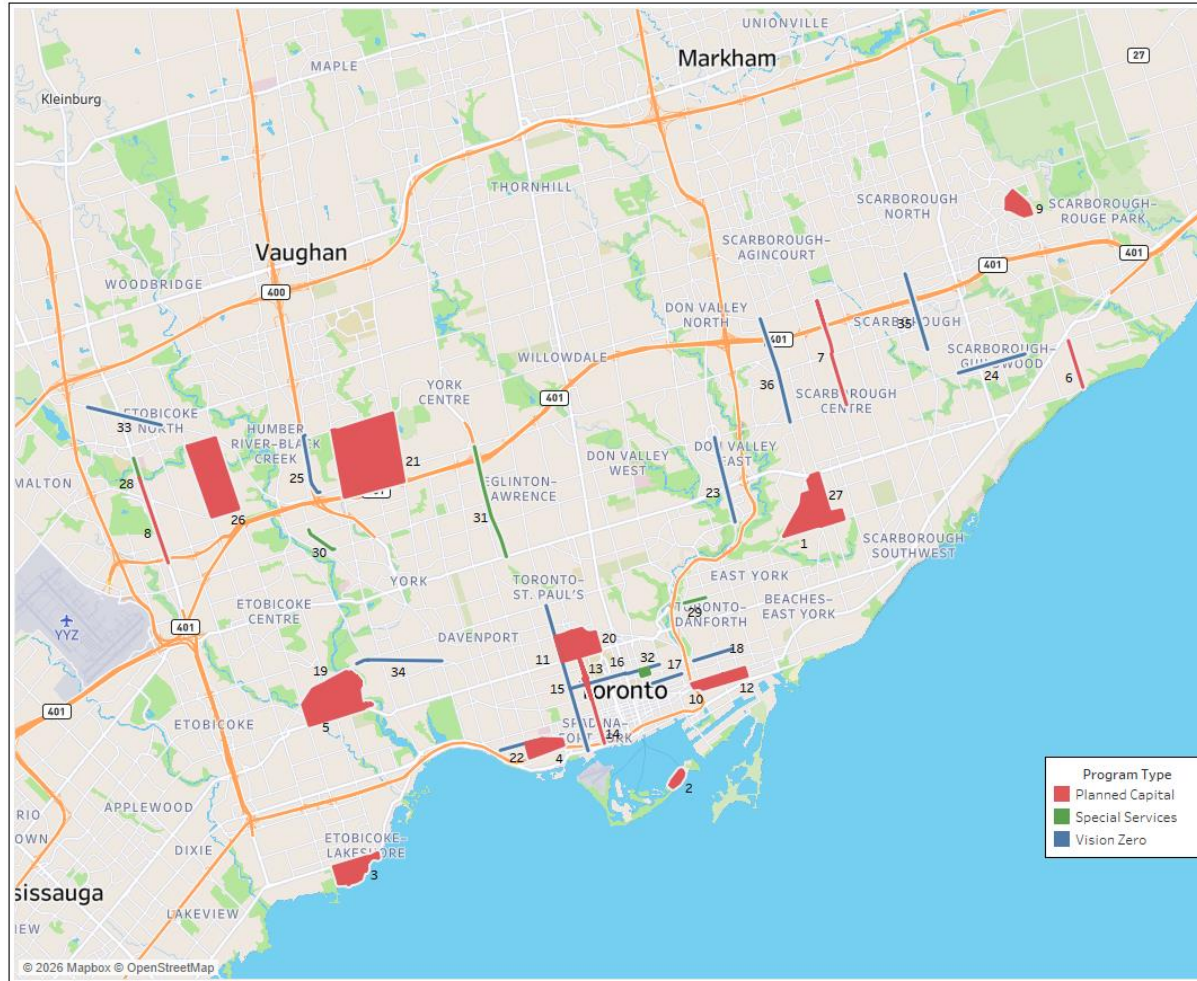 UNIONVILLE
Markham
27
MAPLE
Kleinburg
THORNHILL
SCARBOROUGH
NORTH
SCARBOROUGH–
ROUGE PARK
9
Vaughan
SCARBOROUGH–
AGINCOURT
401
401
WOODBRIDGE
400
DON VALLEY
NORTH
SCARBOROUGH
35
401
WILLOWDALE
7
SCARBOROUGH–
GUILDWOOD
24
6
YORK
CENTRE
401
36
SCARBOROUGH
CENTRE
ETOBICOKE
NORTH
33
HUMBER
RIVER–BLACK
CREEK
DON VALLEY
EAST
DON VALLEY
WEST
21
28
25
MALTON
EGLINTON–
LAWRENCE
401
23
27
26
31
8
30
1
SCARBOROUGH
SOUTHWEST
EAST YORK
YORK
TORONTO–
ST. PAUL'S
BEACHES–
EAST YORK
ETOBICOKE
CENTRE
TORONTO–
DANFORTH
29
YYZ
401
DAVENPORT
20
18
11
13
16
32
17
34
19
15
Toronto
10
12
401
ETOBICOKE
5
SPADINA–
FORT YORK
14
22
4
2
Program Type
Planned Capital
Special Services
Vision Zero
APPLEWOOD
RIO
OWN
DIXIE
ETOBICOKE–
LAKESHORE
3
sissauga
LAKEVIEW
IEW
© 2026 Mapbox © OpenStreetMap